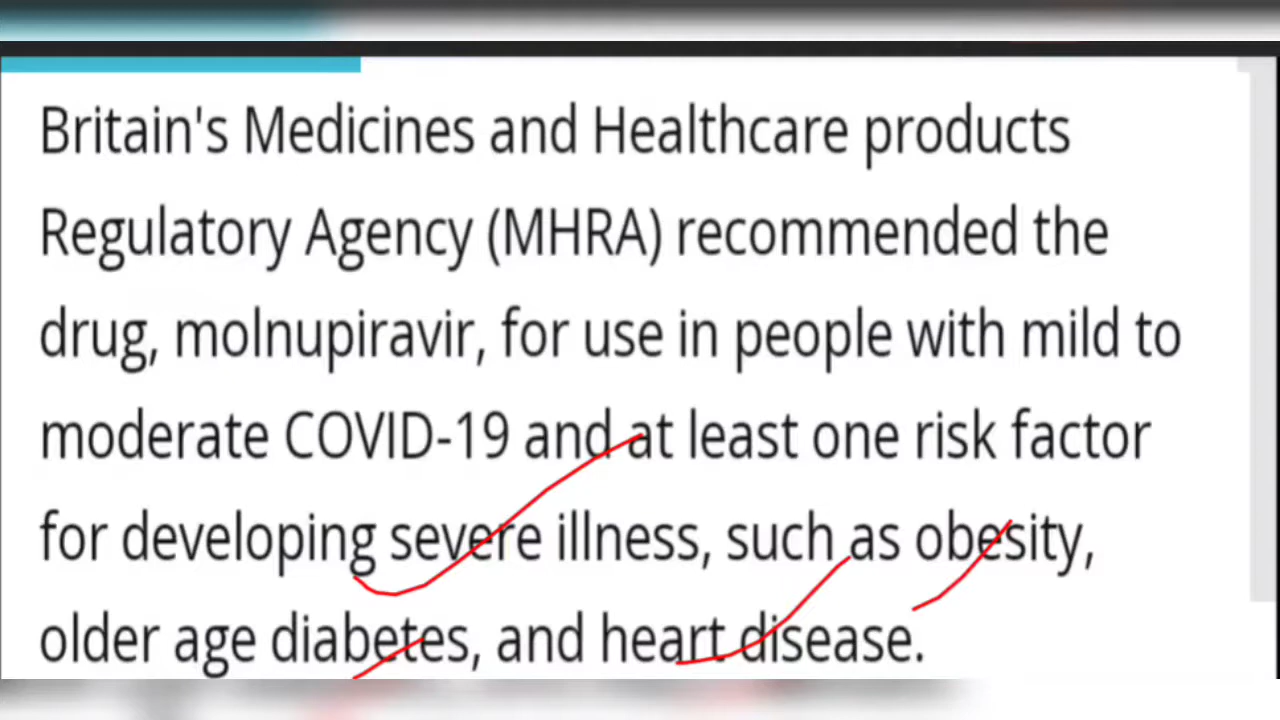 Britain's Medicines and Healthcare products
Regulatory Agency (MHRA) recommended the
drug, molnupiravir, for use in people with mild to
moderate COVID-19 and at least one risk factor
for developing severe illness, such as obesity,
older age diabetes, and heart disease.